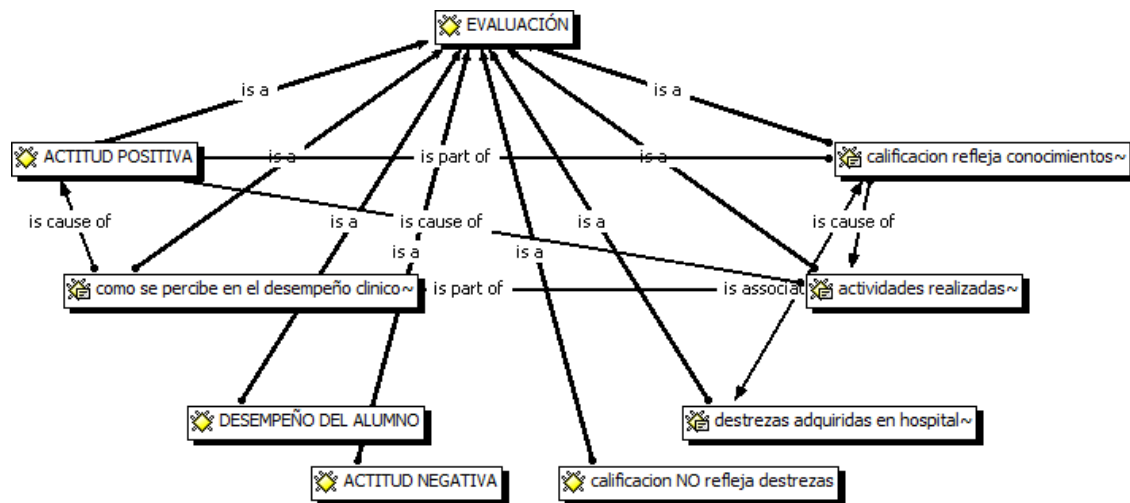 EVALUACIÓN
is a
is a
ACTITUD POSITIVA
is a
is part of
is a
calificacion refleja conocimientos~
is cause of
is a
is cause of
is a
is cause of
is a
is a
como se percibe en el desempeño clinico~
is part of
is associat
actividades realizadas~
DESEMPEÑO DEL ALUMNO
destrezas adquiridas en hospital~
ACTITUD NEGATIVA
calificacion NO refleja destrezas